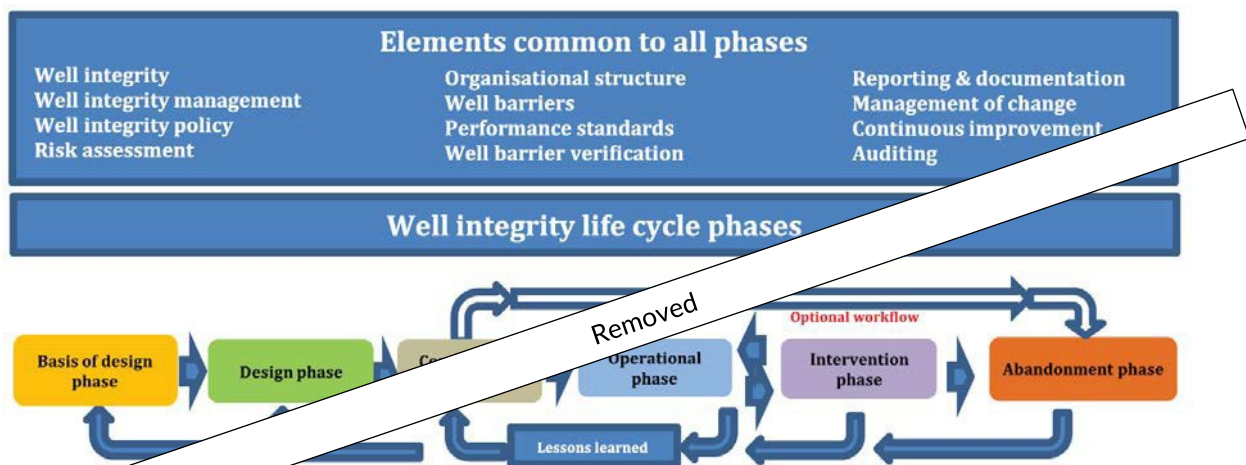 Elements common to all phases
Well integrity
Well integrity management
Well integrity policy
Risk assessment
Organisational structure
Well barriers
Performance standards
Well barrier verification
Reporting & documentation
Management of change
Continuous improvement
Auditing
Well integrity life cycle phases
Removed
Optional workflow
Basis of design
phase
Design phase
Operational
phase
Intervention
phase
Abandonment phase
Lessons learned